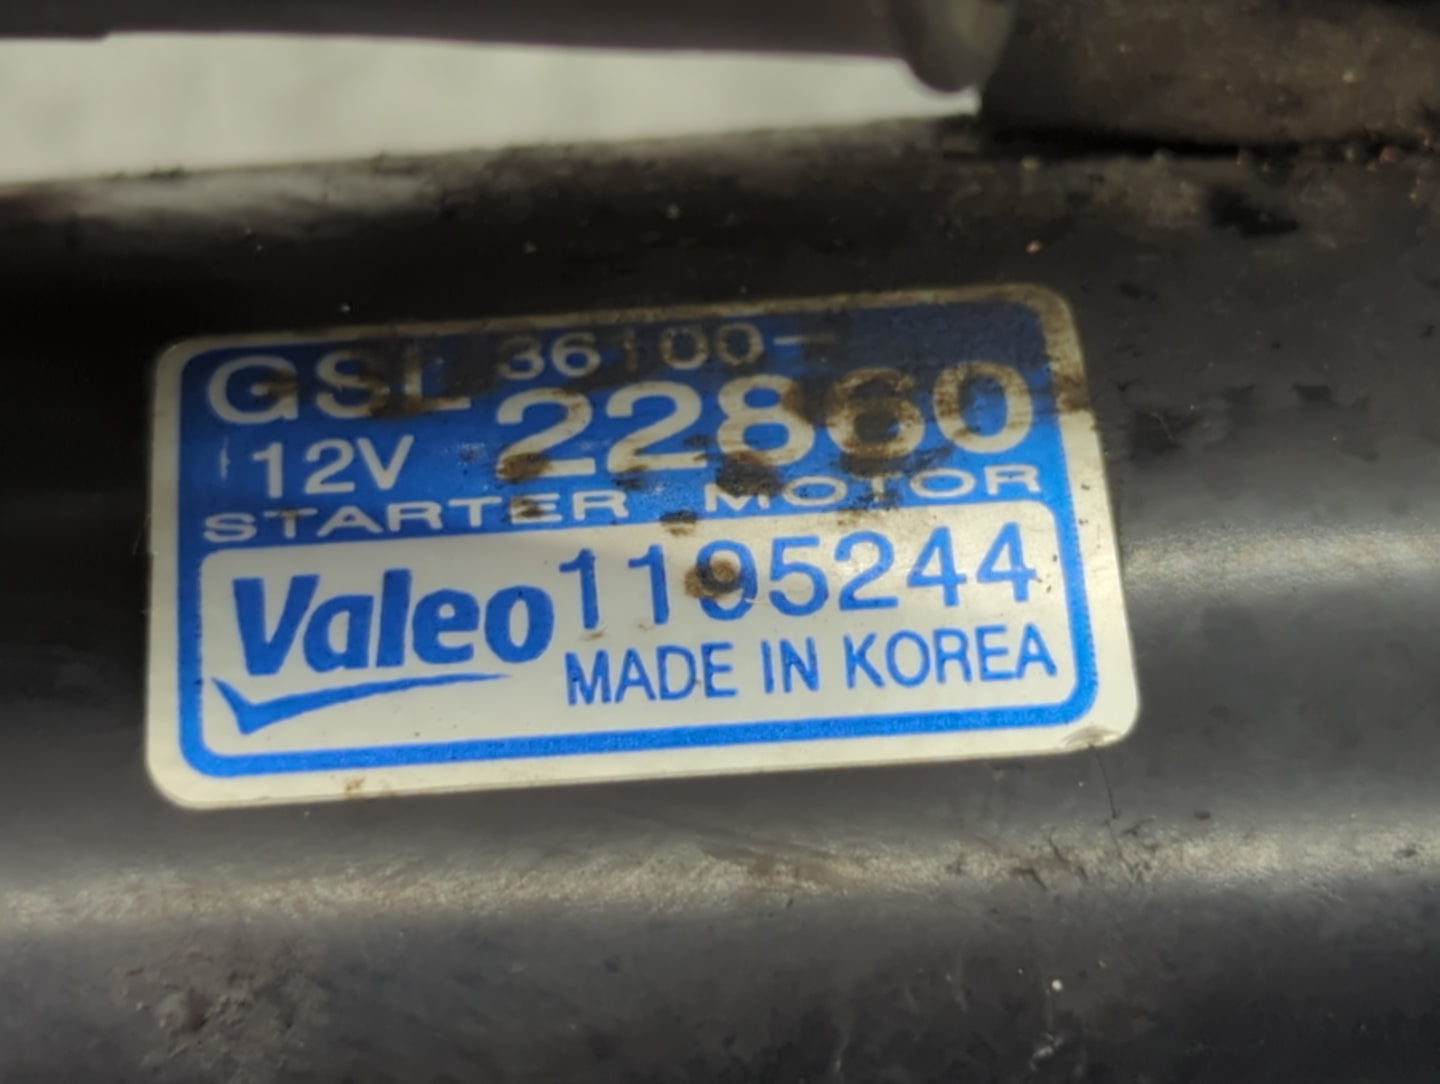 GSL 36100-
12V 22860
STARTER MOTOR
Valeo 1195244
MADE IN KOREA